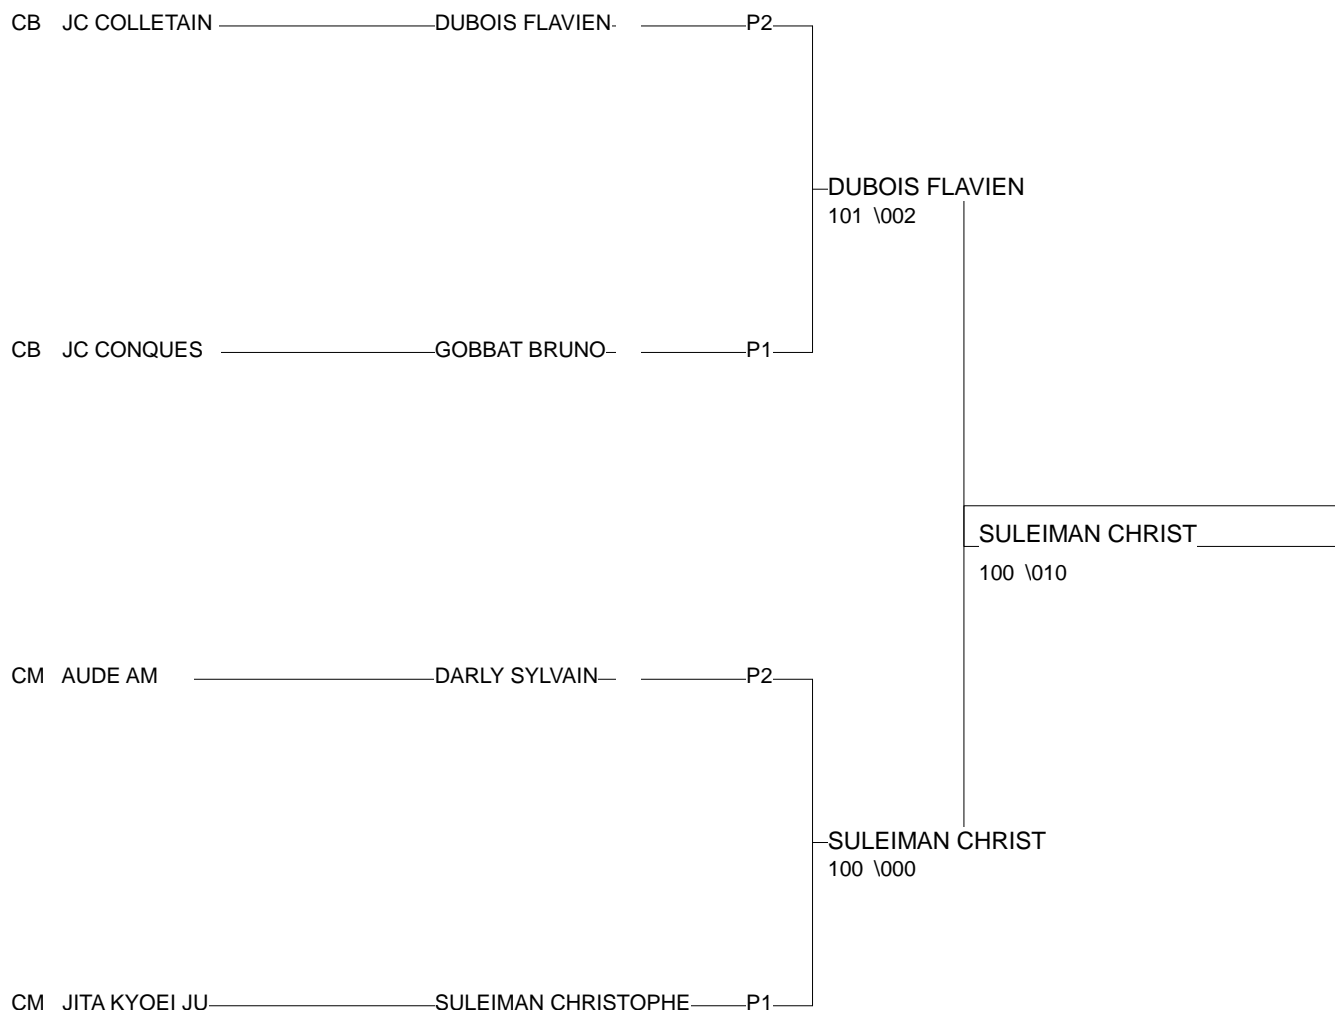 CB JC COLLETAIN DUBOIS FLAVIEN P2
DUBOIS FLAVIEN
101 \002
CB JC CONQUES GOBBAT BRUNO P1
SULEIMAN CHRIST
100 \010
CM AUDE AM DARLY SYLVAIN P2
SULEIMAN CHRIST
100 \000
CM JITA KYOEI JU SULEIMAN CHRISTOPHE P1